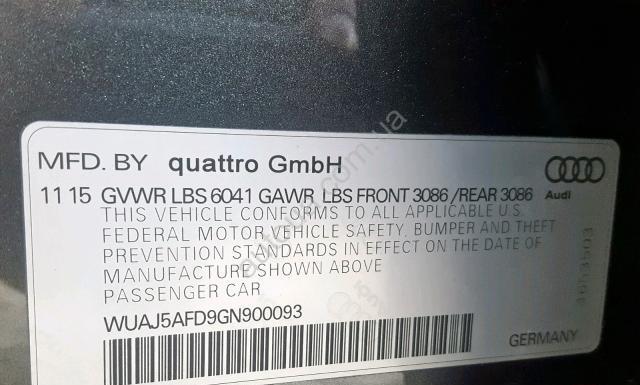 MFD. BY quattro GmbH
11 15 GVWR LBS 6041 GAWR LBS FRONT 3086 / REAR 3086
Audi
THIS VEHICLE CONFORMS TO ALL APPLICABLE U.S.
FEDERAL MOTOR VEHICLE SAFETY, BUMPER AND THEFT
PREVENTION STANDARDS IN EFFECT ON THE DATE OF
MANUFACTURE SHOWN ABOVE
PASSENGER CAR
WUAJ5AFD9GN900093
GERMANY